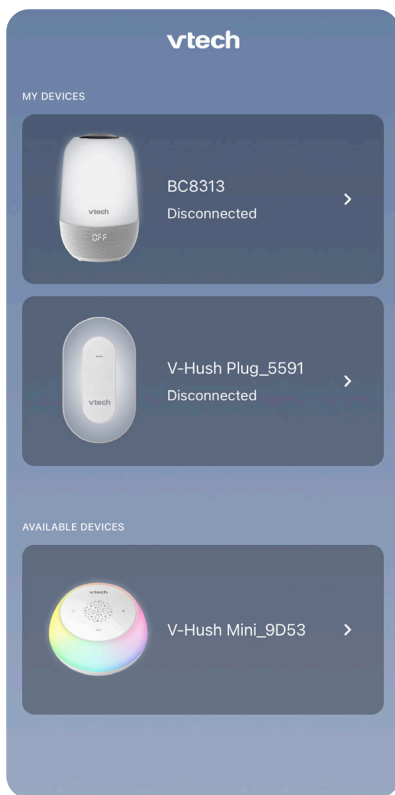 vtech
MY DEVICES
vtech
OFF
BC8313
Disconnected
vtech
V-Hush Plug_5591
Disconnected
AVAILABLE DEVICES
vtech
V-Hush Mini_9D53